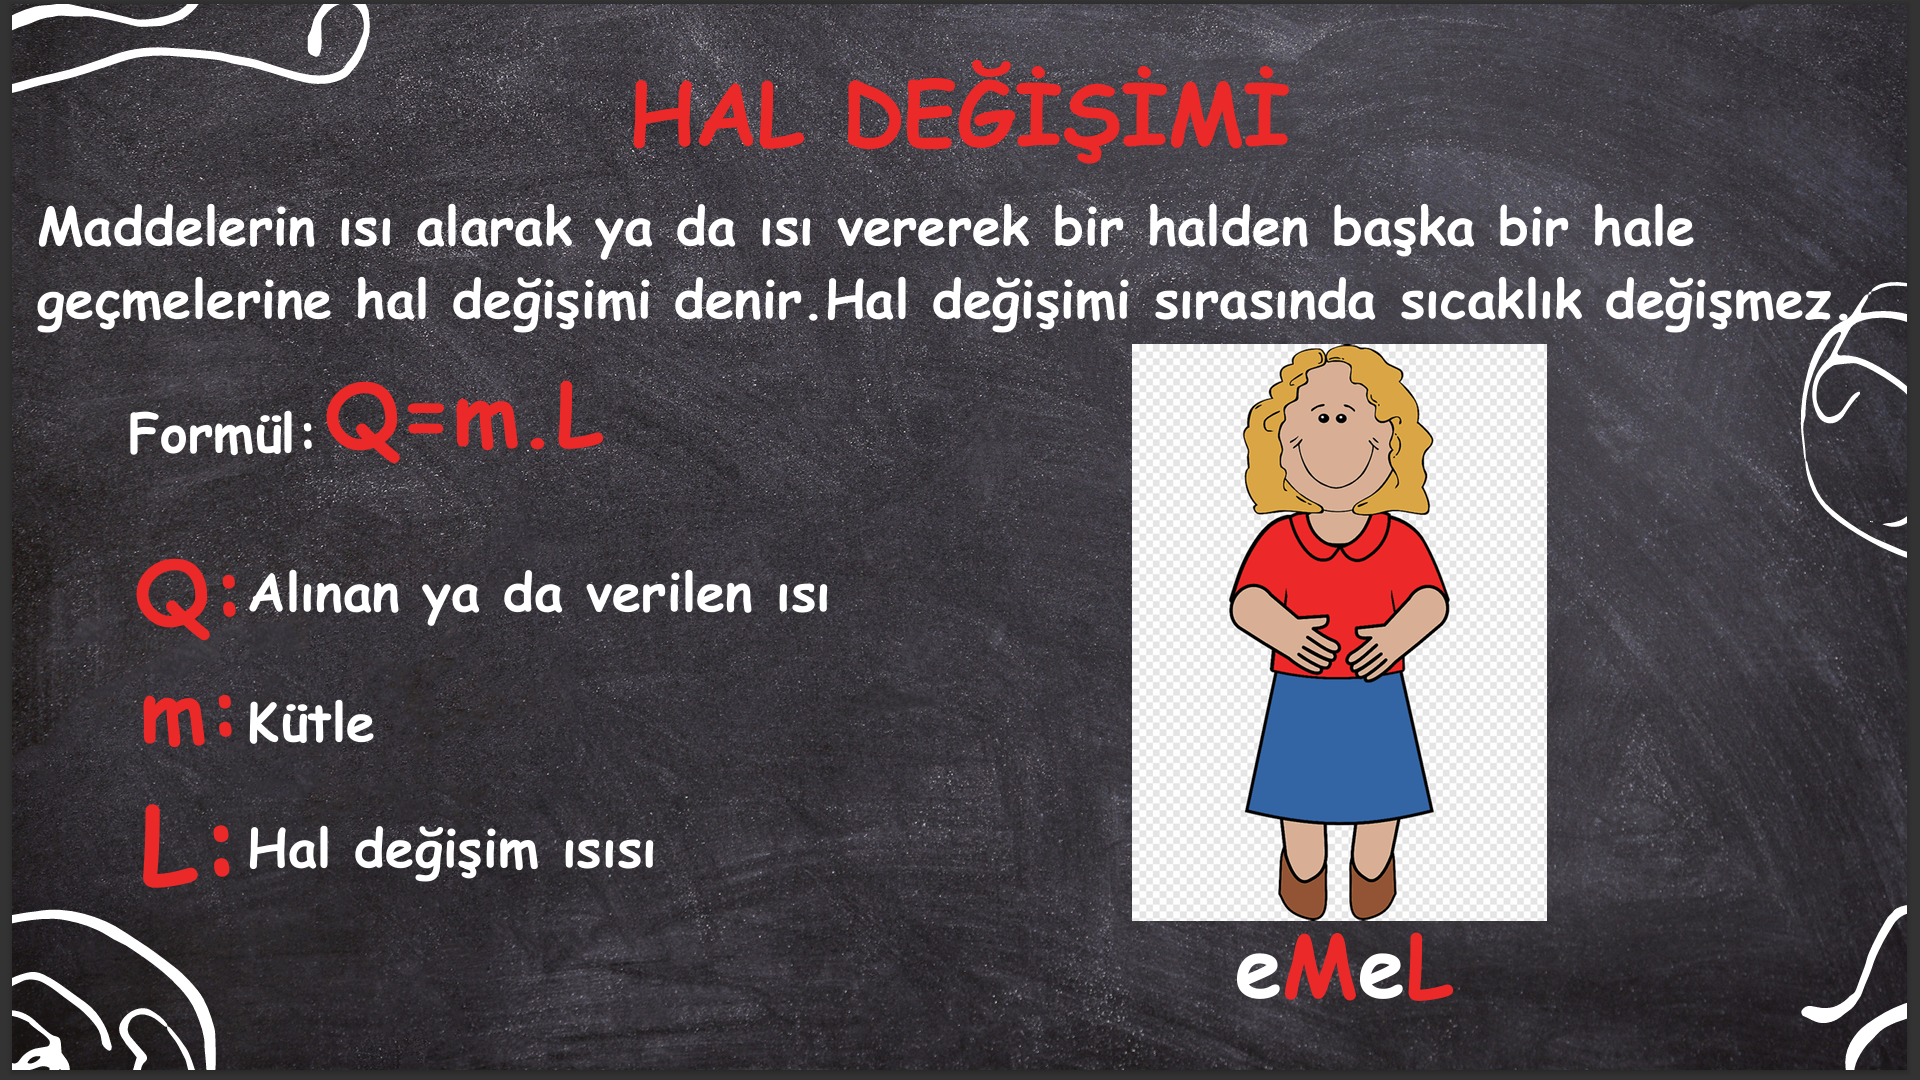 HAL DEĞİŞİMİ
Maddelerin ısı alarak ya da ısı vererek bir halden başka bir hale
geçmelerine hal değişimi denir.Hal değişimi sırasında sıcaklık değişmez.
Formül: Q=m.L
Q: Alınan ya da verilen ısı
m: Kütle
L: Hal değişim ısısı
eMeL